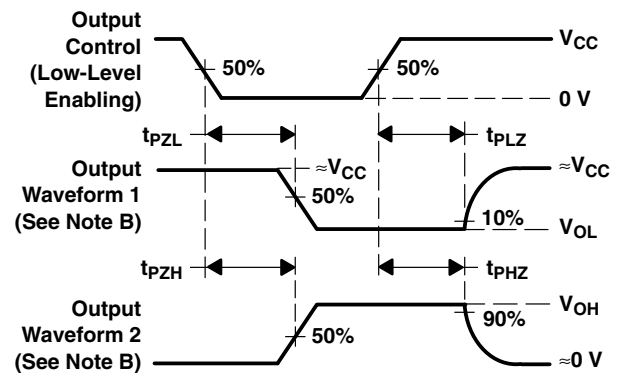 Output
Control
(Low-Level
Enabling)
50%
50%
VCC
0 V
tPZL
tPLZ
Output
Waveform 1
(See Note B)
≈VCC
50%
≈VCC
10%
VOL
tPZH
tPHZ
Output
Waveform 2
(See Note B)
50%
VOH
90%
≈0 V